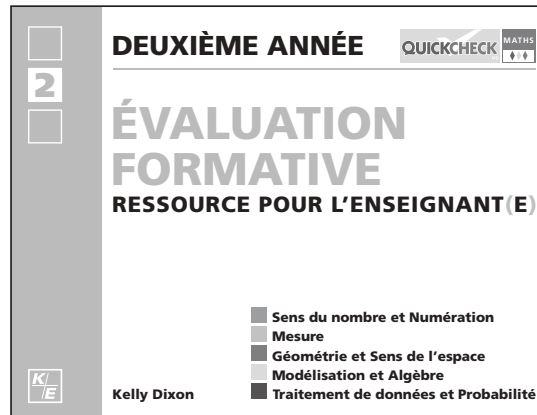 DEUXIÈME ANNÉE
QUICKCHECK
MATHS
2
ÉVALUATION
FORMATIVE
RESSOURCE POUR L'ENSEIGNANT(E)
Sens du nombre et Numération
Mesure
Géométrie et Sens de l'espace
Modélisation et Algèbre
Kelly Dixon
Traitement de données et Probabilité
K/E